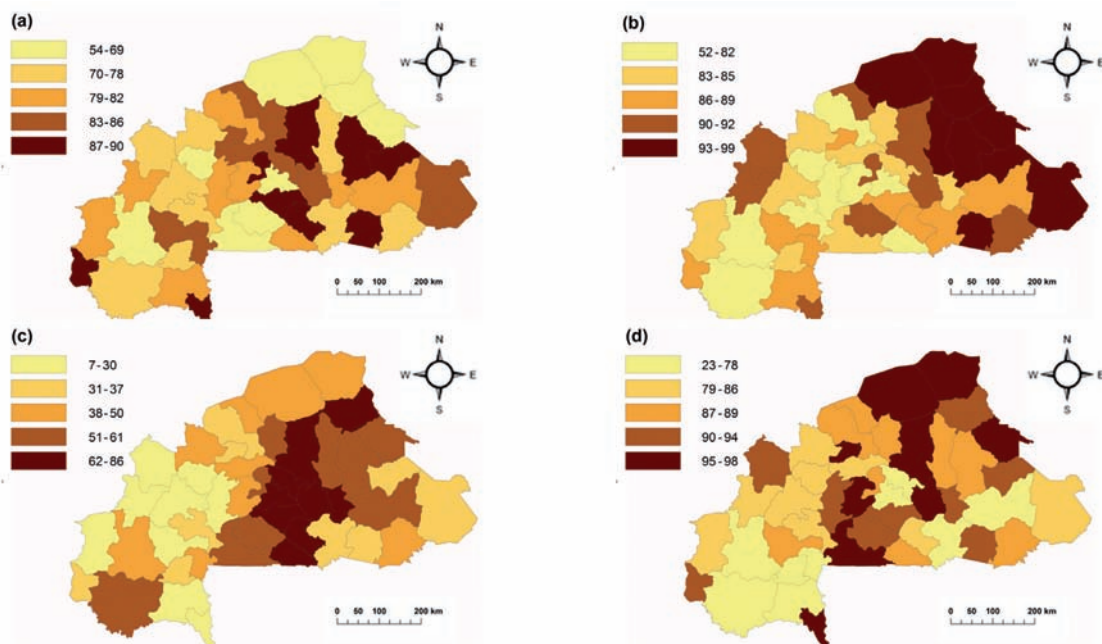 (a)
54-69
70-78
79-82
83-86
87-90
N
W E
S
0 50 100 200 km
(b)
52-82
83-85
86-89
90-92
93-99
N
W E
S
0 50 100 200 km
(c)
7-30
31-37
38-50
51-61
62-86
N
W E
S
0 50 100 200 km
(d)
23-78
79-86
87-89
90-94
95-98
N
W E
S
0 50 100 200 km